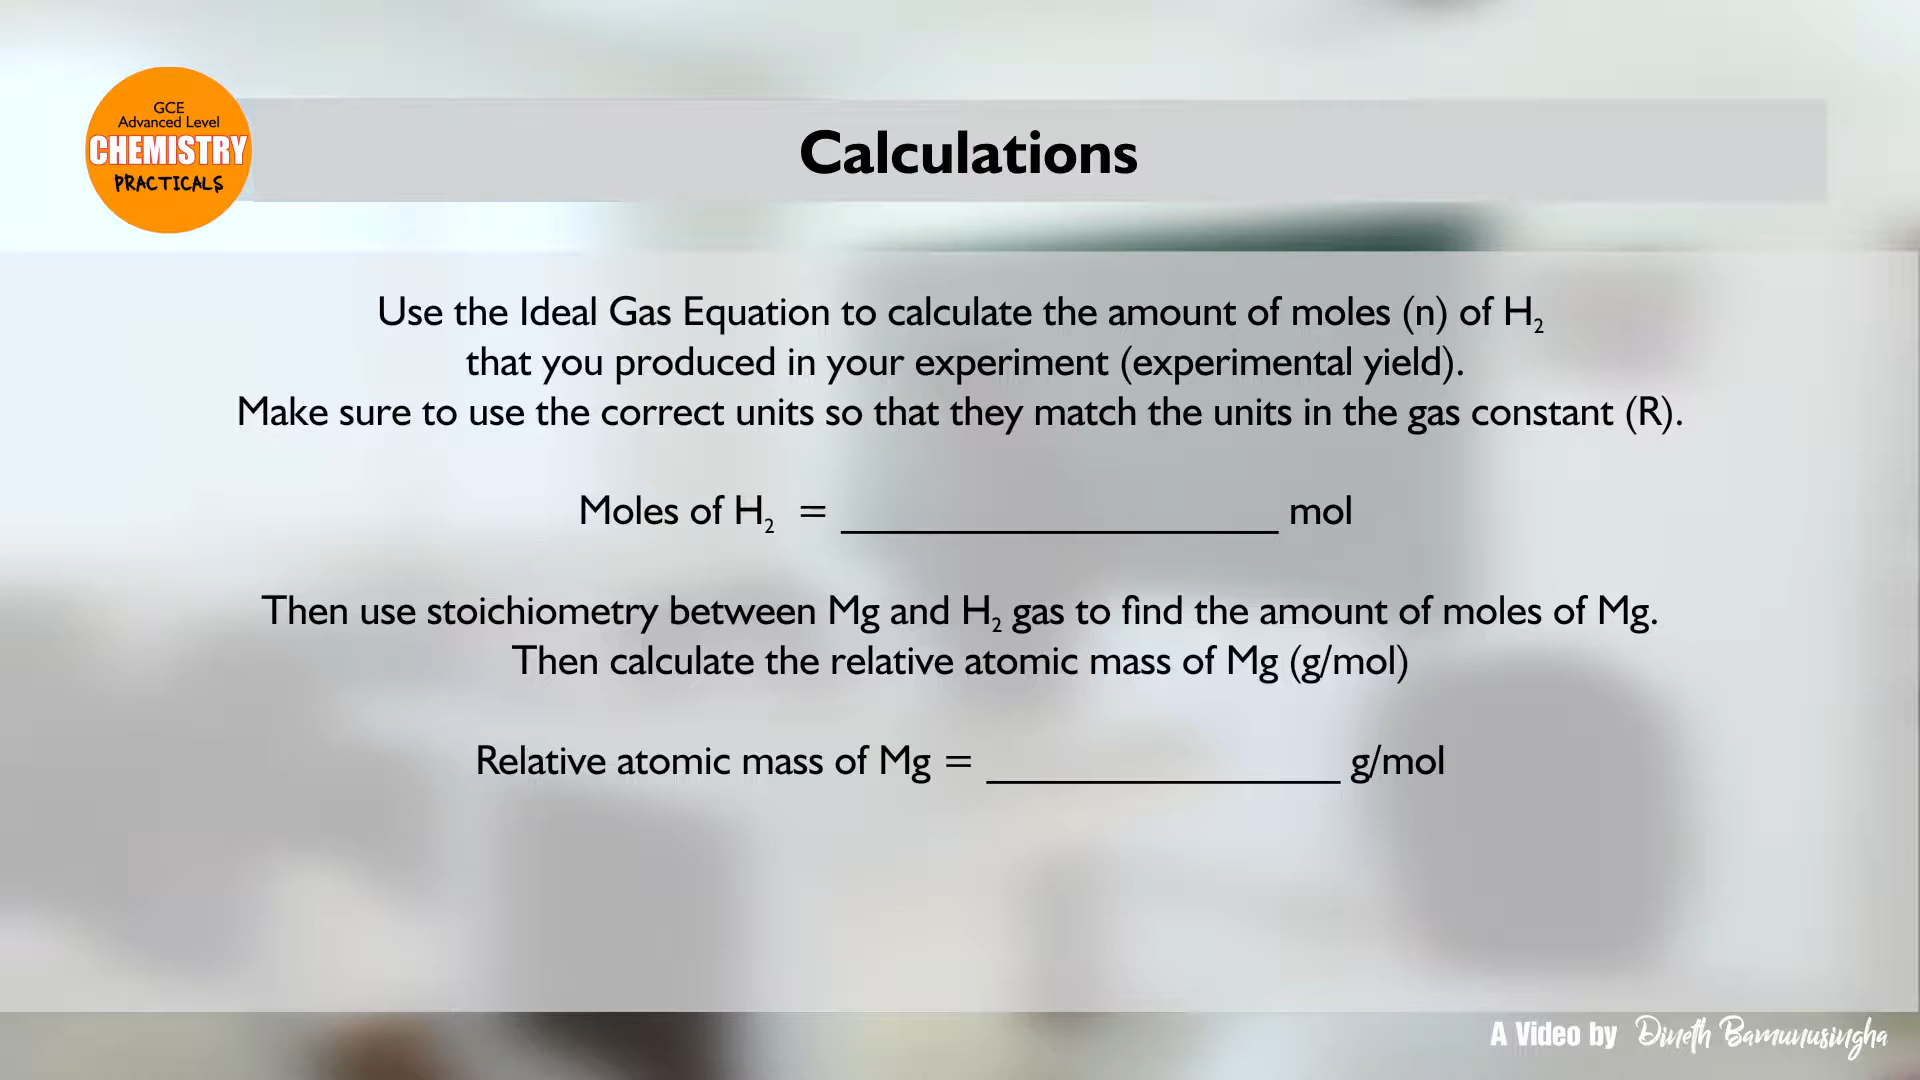 GCE
Advanced Level
CHEMISTRY
PRACTICALS
Calculations
Use the Ideal Gas Equation to calculate the amount of moles (n) of H₂
that you produced in your experiment (experimental yield).
Make sure to use the correct units so that they match the units in the gas constant (R).
Moles of H₂ = ____________________ mol
Then use stoichiometry between Mg and H₂ gas to find the amount of moles of Mg.
Then calculate the relative atomic mass of Mg (g/mol)
Relative atomic mass of Mg = ________________ g/mol
A Video by Dineth Bamunusingha